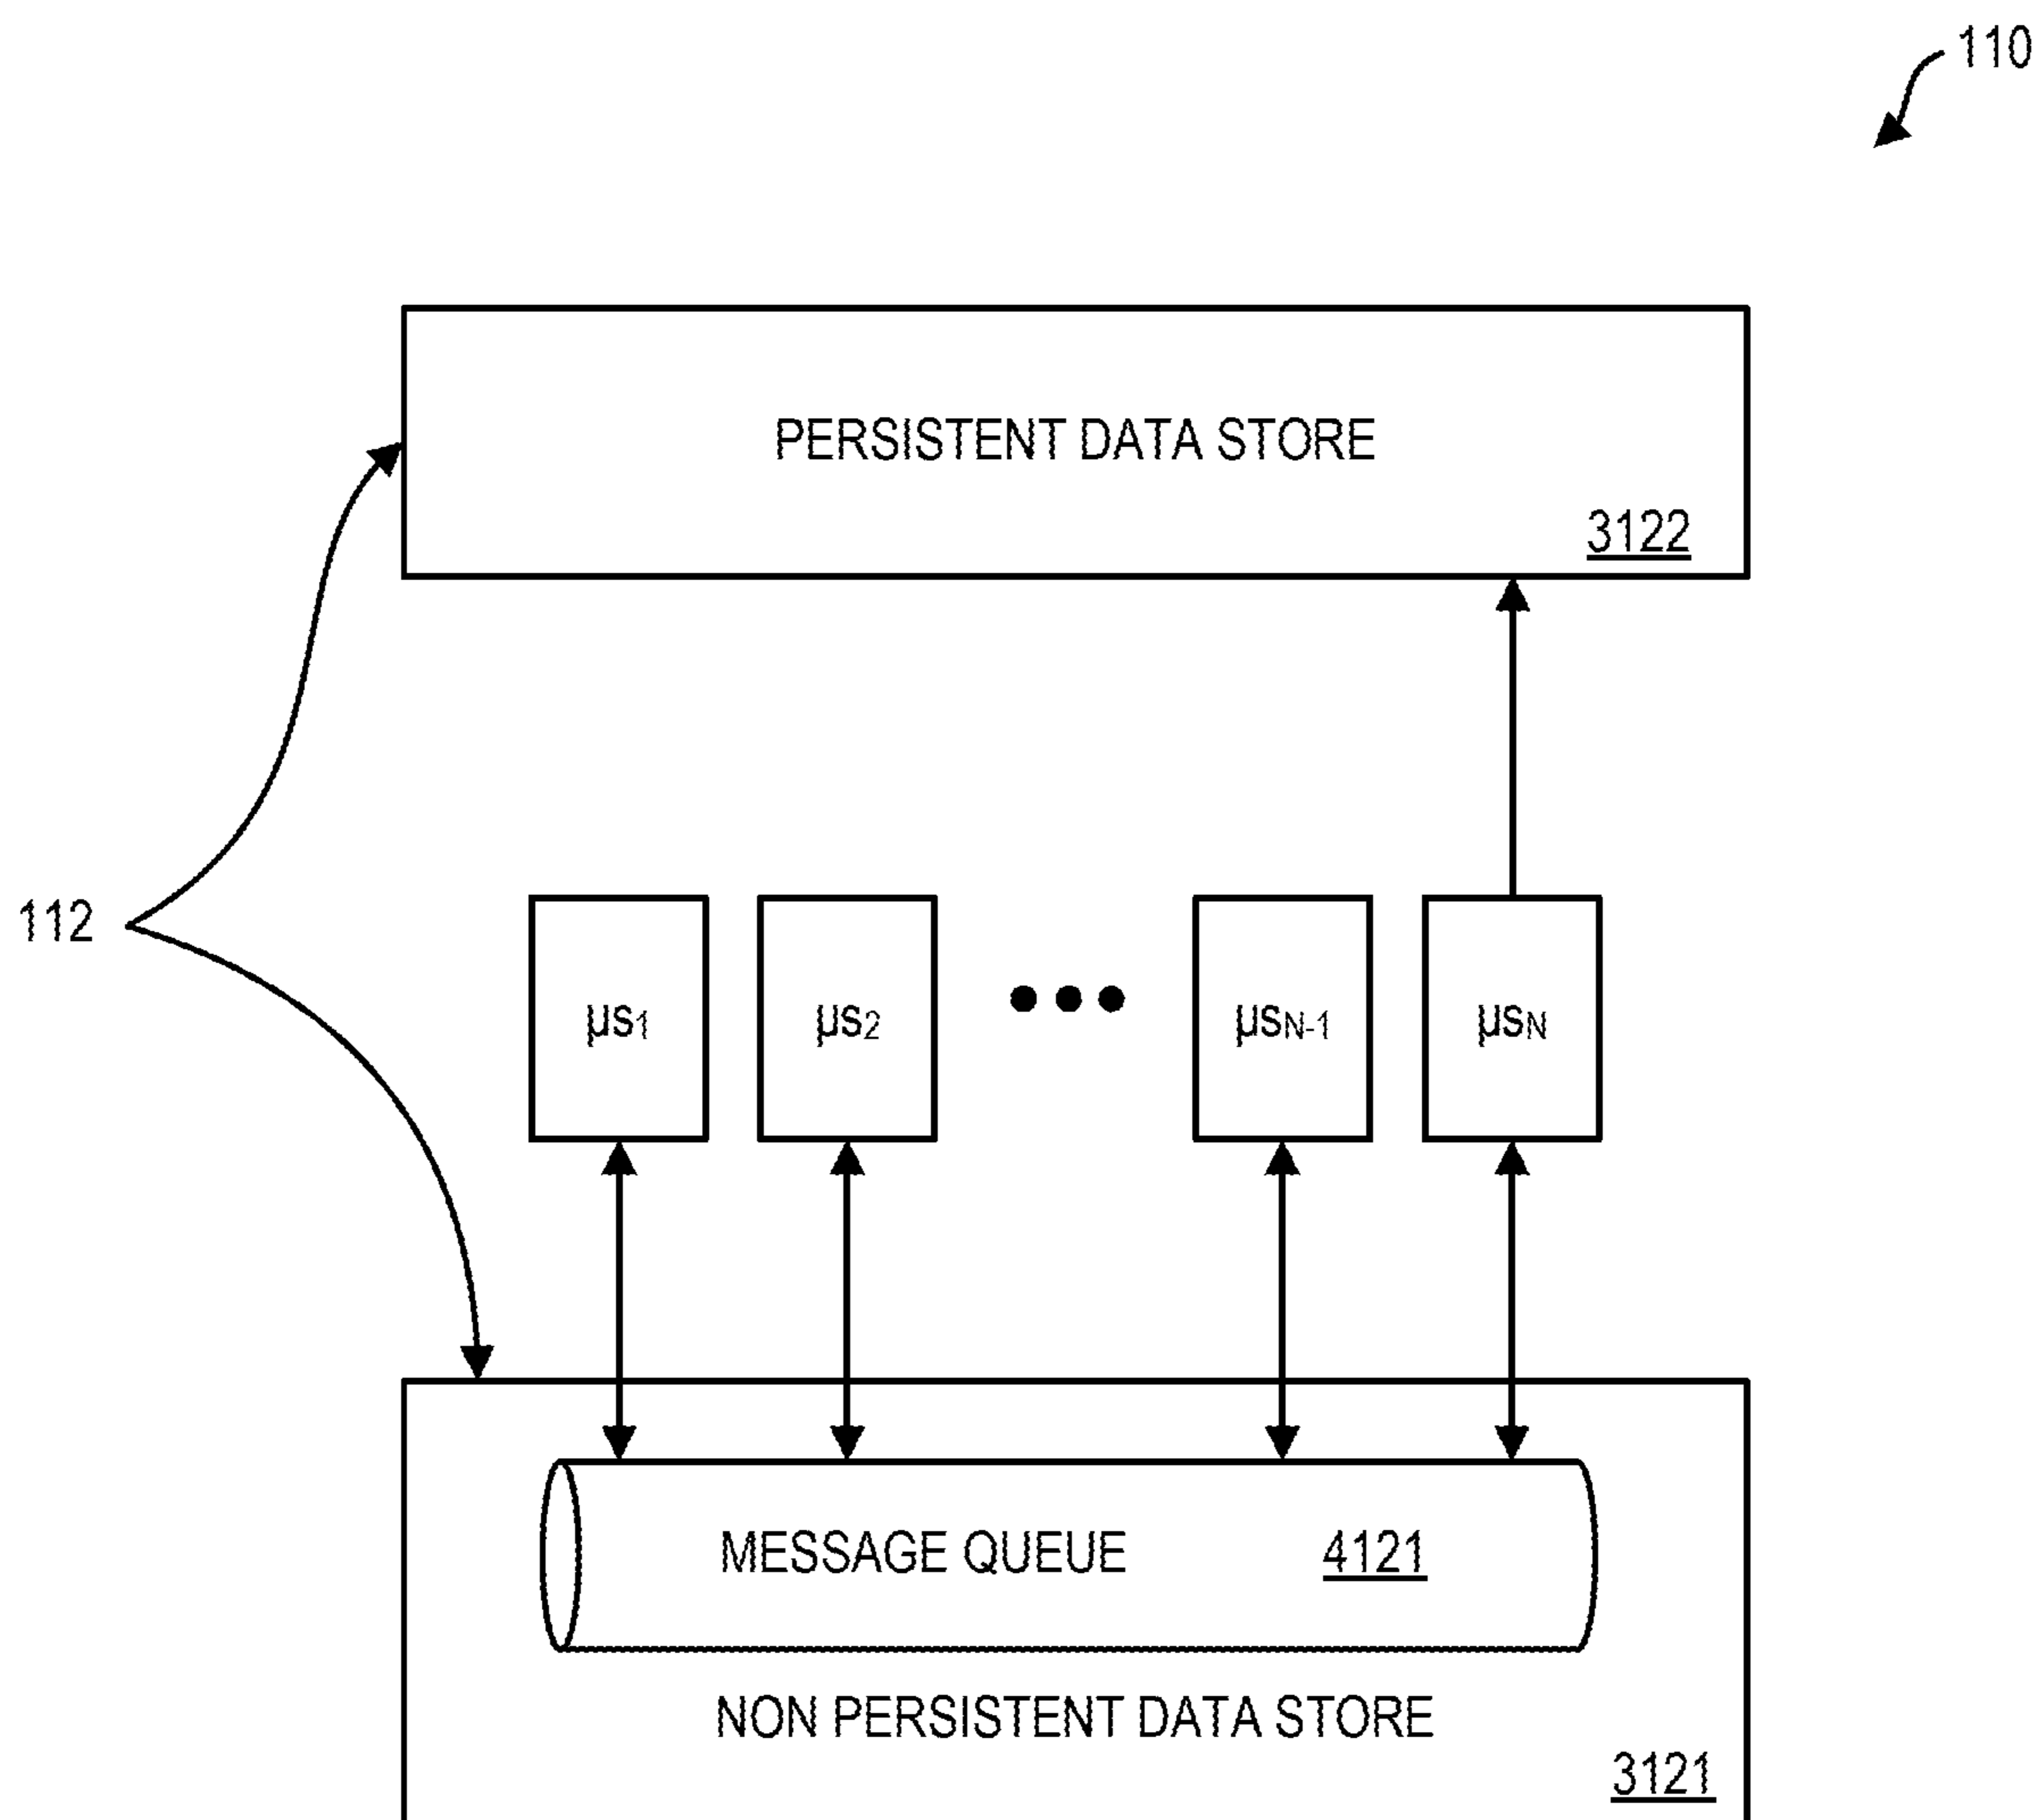 110
PERSISTENT DATA STORE
3122
112
µs1
µs2
µsN-1
µsN
MESSAGE QUEUE 4121
NON PERSISTENT DATA STORE
3121